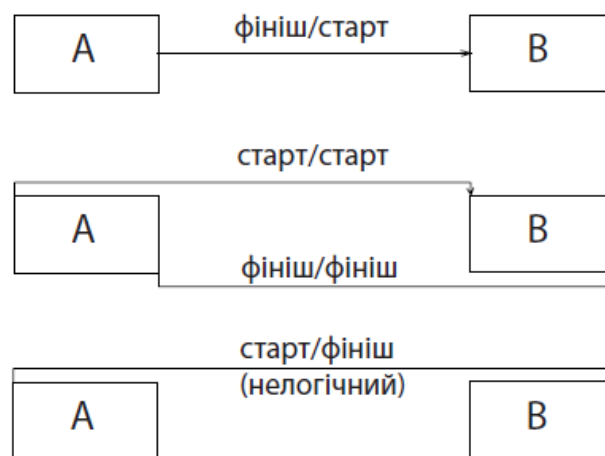 A
фініш/старт
B
старт/старт
A
B
фініш/фініш
старт/фініш
(нелогічний)
A
B